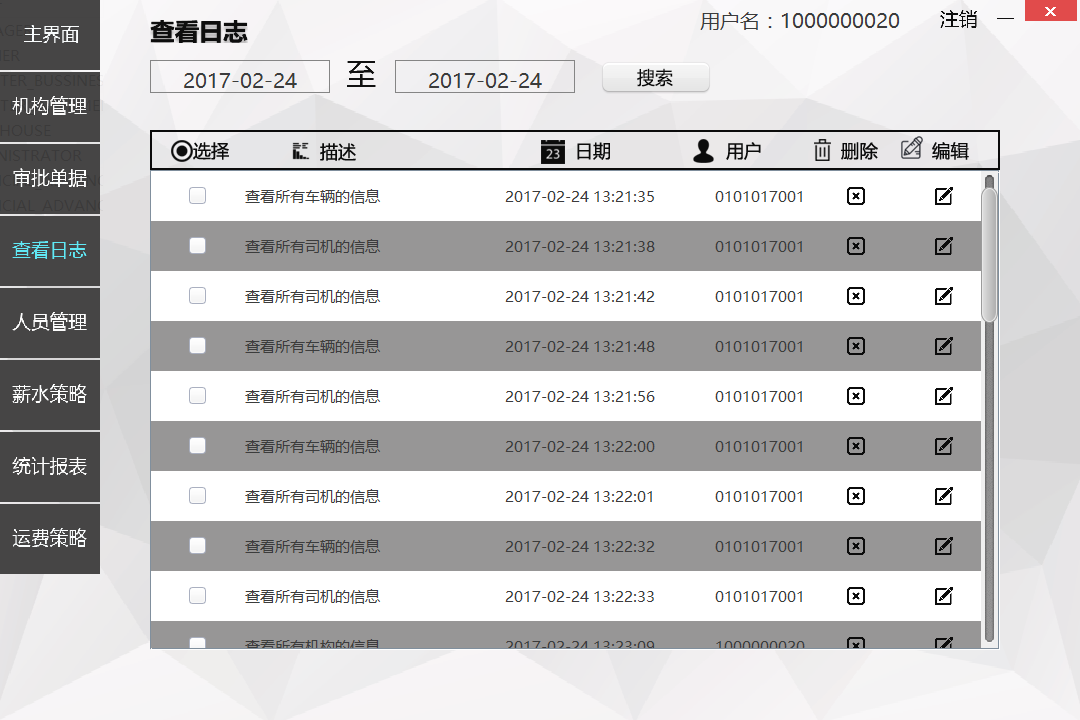 查看日志
用户名：1000000020
注销
2017-02-24 至 2017-02-24 搜索
主界面
机构管理
审批单据
查看日志
人员管理
薪水策略
统计报表
运费策略
选择 描述 23 日期 用户 删除 编辑
查看所有车辆的信息 2017-02-24 13:21:35 0101017001
查看所有司机的信息 2017-02-24 13:21:38 0101017001
查看所有司机的信息 2017-02-24 13:21:42 0101017001
查看所有车辆的信息 2017-02-24 13:21:48 0101017001
查看所有司机的信息 2017-02-24 13:21:56 0101017001
查看所有车辆的信息 2017-02-24 13:22:00 0101017001
查看所有司机的信息 2017-02-24 13:22:01 0101017001
查看所有车辆的信息 2017-02-24 13:22:32 0101017001
查看所有司机的信息 2017-02-24 13:22:33 0101017001
查看所有机构的信息 2017-02-24 13:23:09 1000000020